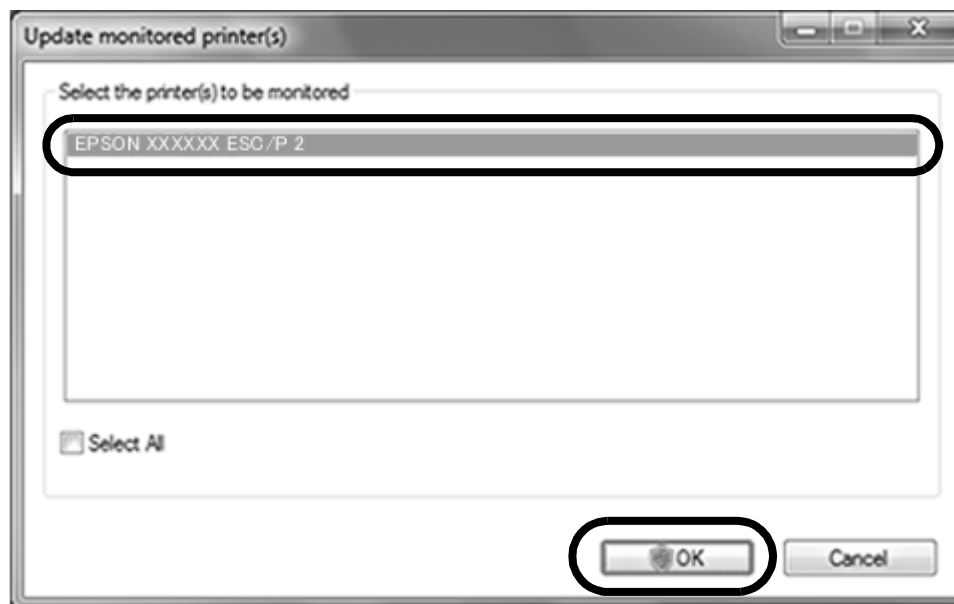 Update monitored printer(s)
Select the printer(s) to be monitored
EPSON XXXXXX ESC/P 2
Select All
OK
Cancel